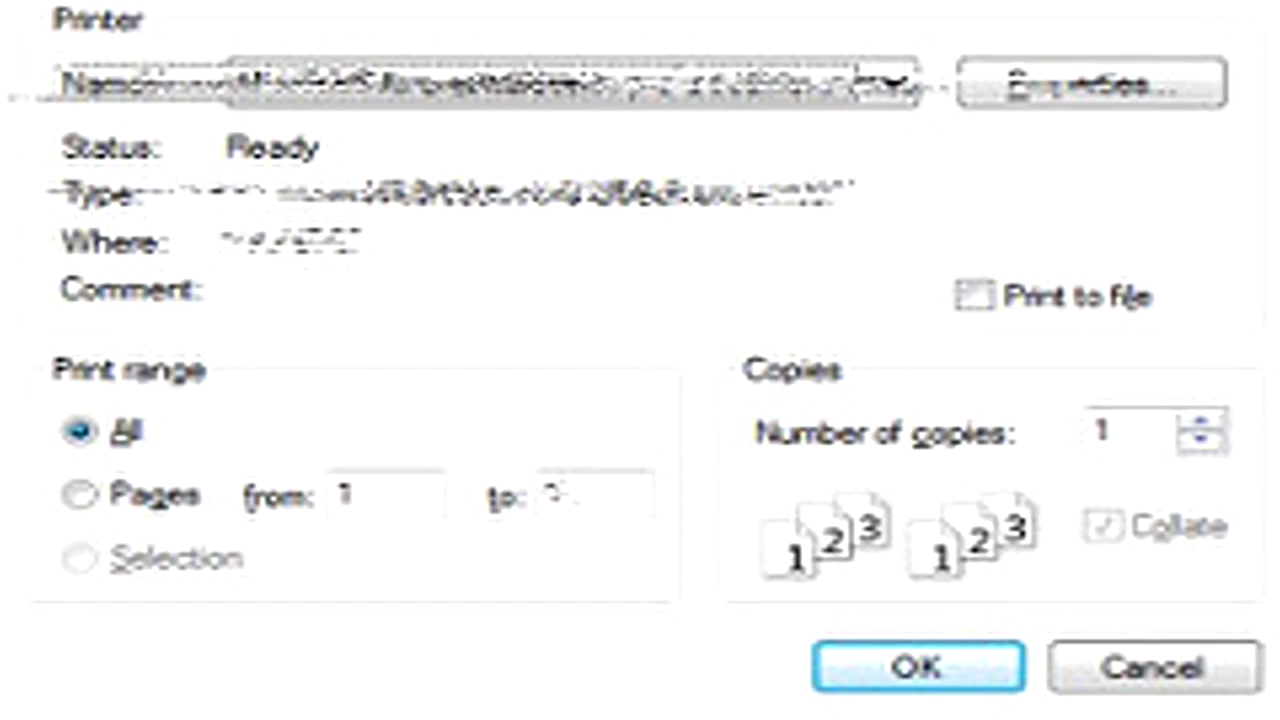 Printer
Name: Properties...
Status: Ready
Type:
Where:
Comment:
Print to file
Print range
All
Pages from: 1 to:
Selection
Copies
Number of copies: 1
1 2 3 1 2 3 Collate
OK Cancel